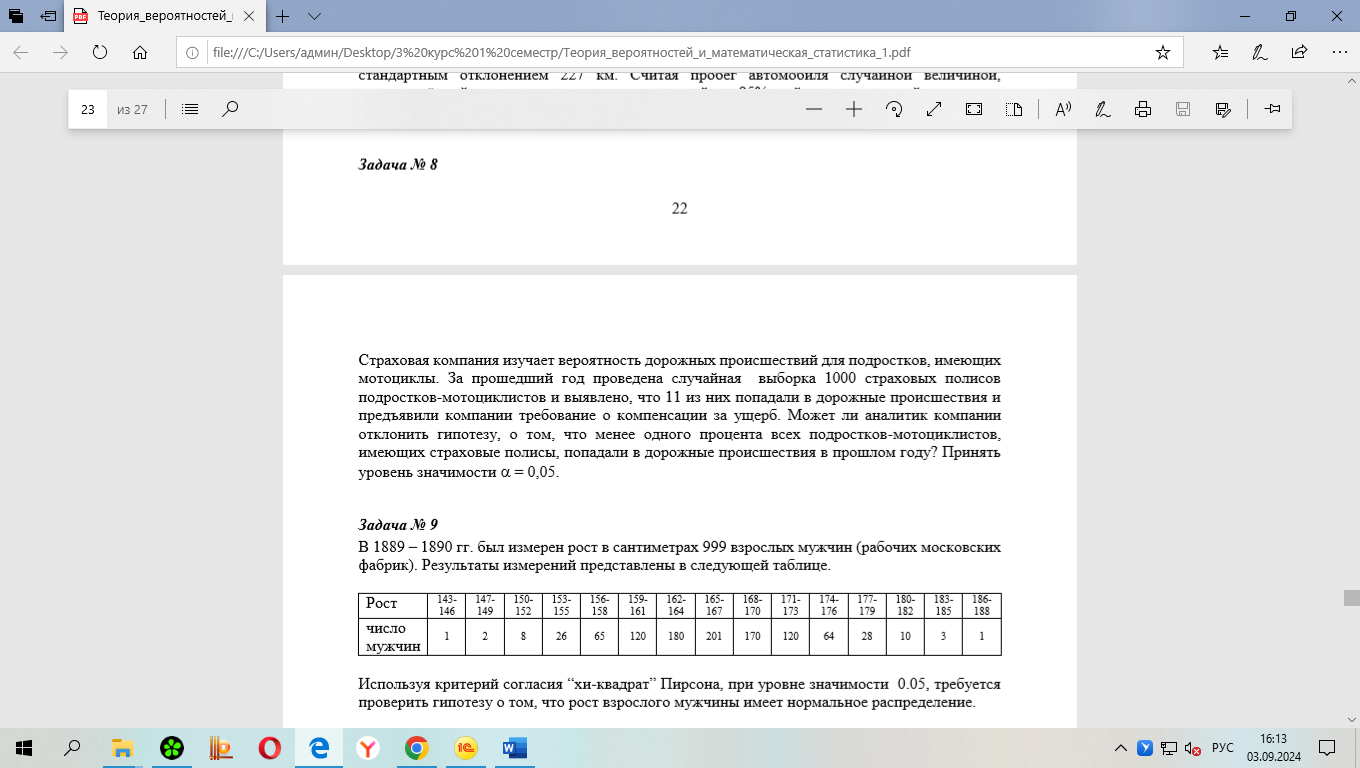 Теория_вероятностей_
file:///C:/Users/админ/Desktop/3%20курс%201%20семестр/Теория_вероятностей_и_математическая_статистика_1.pdf
стандартным отклонением 227 км. Считая пробег автомобиля случайной величиной,
23 из 27
Задача № 8
22
Страховая компания изучает вероятность дорожных происшествий для подростков, имеющих
мотоциклы. За прошедший год проведена случайная выборка 1000 страховых полисов
подростков-мотоциклистов и выявлено, что 11 из них попадали в дорожные происшествия и
предъявили компании требование о компенсации за ущерб. Может ли аналитик компании
отклонить гипотезу, о том, что менее одного процента всех подростков-мотоциклистов,
имеющих страховые полисы, попадали в дорожные происшествия в прошлом году? Принять
уровень значимости α = 0,05.
Задача № 9
В 1889 – 1890 гг. был измерен рост в сантиметрах 999 взрослых мужчин (рабочих московских
фабрик). Результаты измерений представлены в следующей таблице.
Рост 143-146 147-149 150-152 153-155 156-158 159-161 162-164 165-167 168-170 171-173 174-176 177-179 180-182 183-185 186-188
число мужчин 1 2 8 26 65 120 180 201 170 120 64 28 10 3 1
Используя критерий согласия “хи-квадрат” Пирсона, при уровне значимости 0.05, требуется
проверить гипотезу о том, что рост взрослого мужчины имеет нормальное распределение.
РУС
16:13
03.09.2024